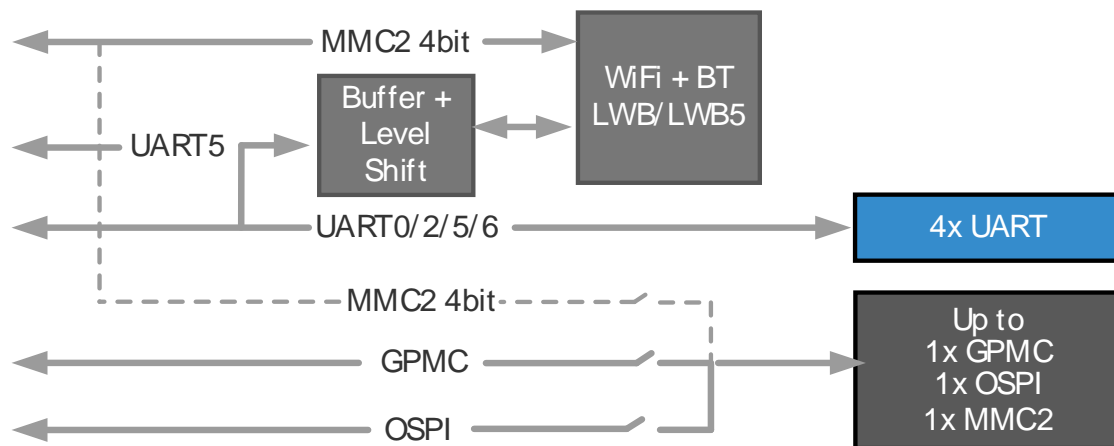 MMC2 4bit
WiFi + BT
LWB/LWB5
Buffer +
Level
Shift
UART5
UART0/2/5/6
4x UART
MMC2 4bit
GPMC
OSPI
Up to
1x GPMC
1x OSPI
1x MMC2